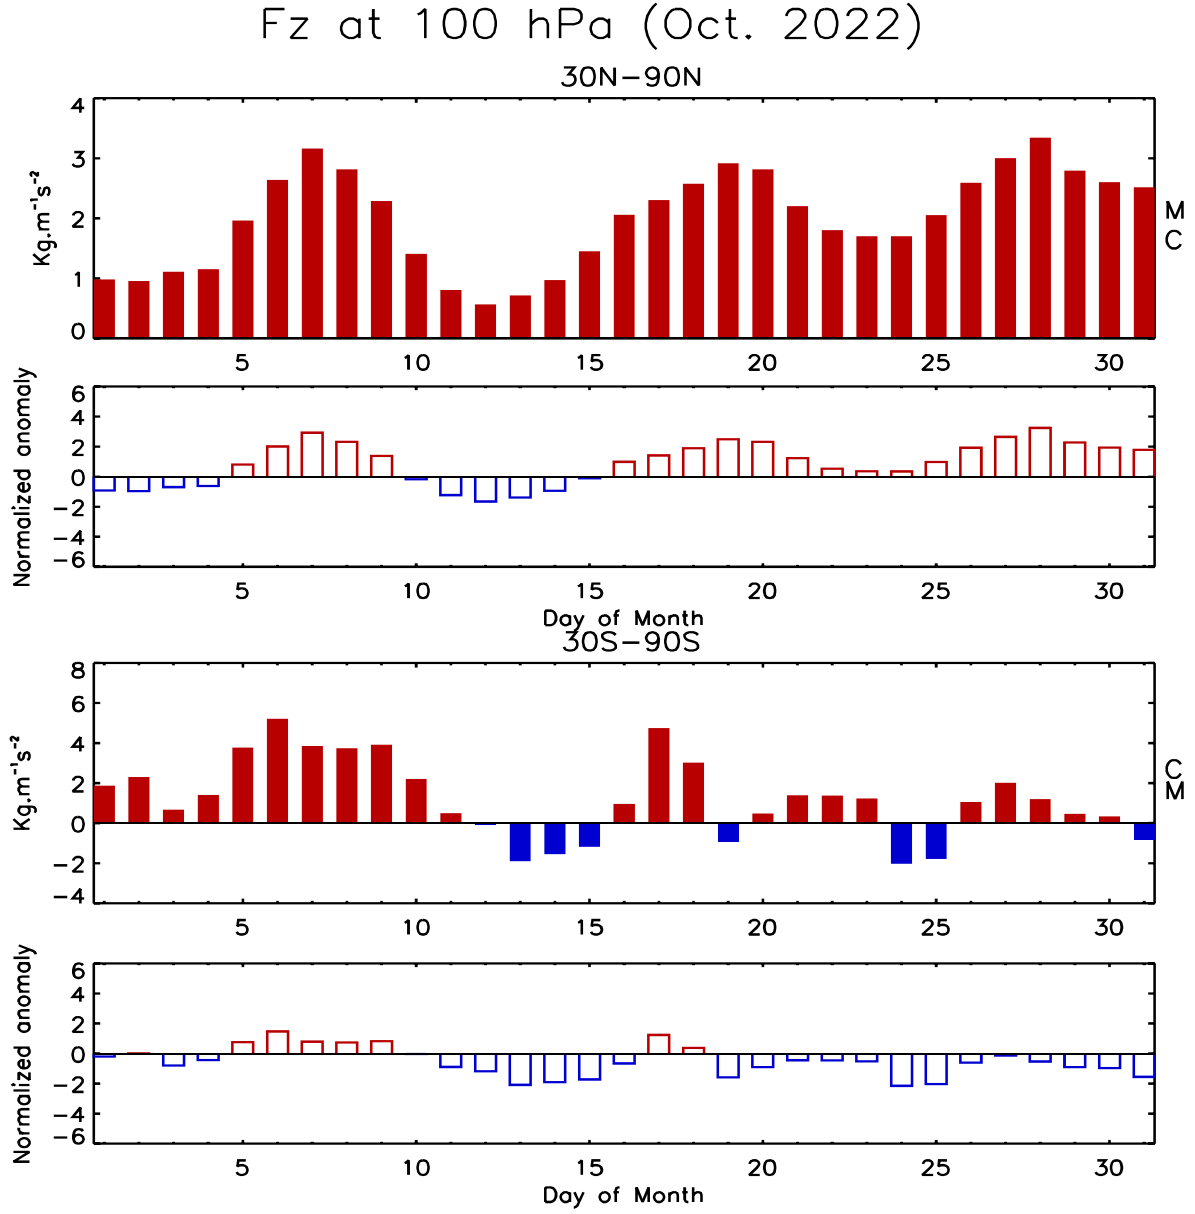 Fz at 100 hPa (Oct. 2022)
30N-90N
4
3
2
1
0
Kg.m⁻¹s⁻²
M
C
5 10 15 20 25 30
6
4
2
0
-2
-4
-6
Normalized anomaly
5 10 15 20 25 30
Day of Month
30S-90S
8
6
4
2
0
-2
-4
Kg.m⁻¹s⁻²
C
M
5 10 15 20 25 30
6
4
2
0
-2
-4
-6
Normalized anomaly
5 10 15 20 25 30
Day of Month